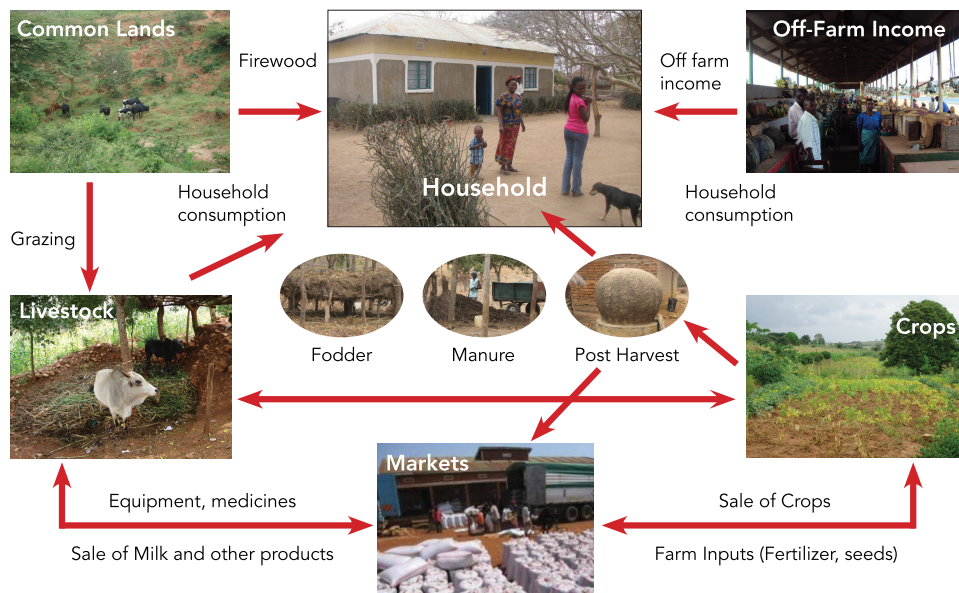 Common Lands
Off-Farm Income
Firewood
Off farm
income
Household
consumption
Household
Household
consumption
Grazing
Livestock
Crops
Fodder
Manure
Post Harvest
Markets
Equipment, medicines
Sale of Crops
Sale of Milk and other products
Farm Inputs (Fertilizer, seeds)